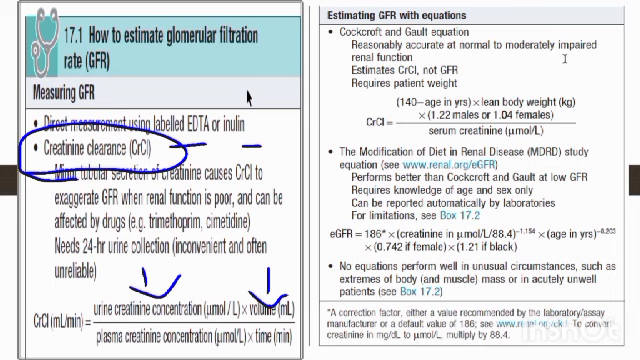 17.1 How to estimate glomerular filtration
rate (GFR)
Measuring GFR
• Direct measurement using labelled EDTA or inulin
• Creatinine clearance (CrCl)
Minor tubular secretion of creatinine causes CrCl to
exaggerate GFR when renal function is poor, and can be
affected by drugs (e.g. trimethoprim, cimetidine)
Needs 24-hr urine collection (inconvenient and often
unreliable)
CrCl (mL/min) = urine creatinine concentration (μmol / L) × volume (mL)
plasma creatinine concentration (μmol/L) × time (min)
Estimating GFR with equations
• Cockcroft and Gault equation
Reasonably accurate at normal to moderately impaired
renal function
Estimates CrCl, not GFR
Requires patient weight
(140–age in yrs) × lean body weight (kg)
× (1.22 males or 1.04 females)
CrCl =
serum creatinine (μmol/L)
• The Modification of Diet in Renal Disease (MDRD) study
equation (see www.renal.org/eGFR)
Performs better than Cockcroft and Gault at low GFR
Requires knowledge of age and sex only
Can be reported automatically by laboratories
For limitations, see Box 17.2
eGFR = 186* × (creatinine in μmol/L/88.4)–1.154 × (age in yrs)–0.203
× (0.742 if female) × (1.21 if black)
• No equations perform well in unusual circumstances, such as
extremes of body (and muscle) mass or in acutely unwell
patients (see Box 17.2)
*A correction factor, either a value recommended by the laboratory/assay
manufacturer or a default value of 186; see To convert
creatinine in mg/dL to μmol/L, multiply by 88.4.